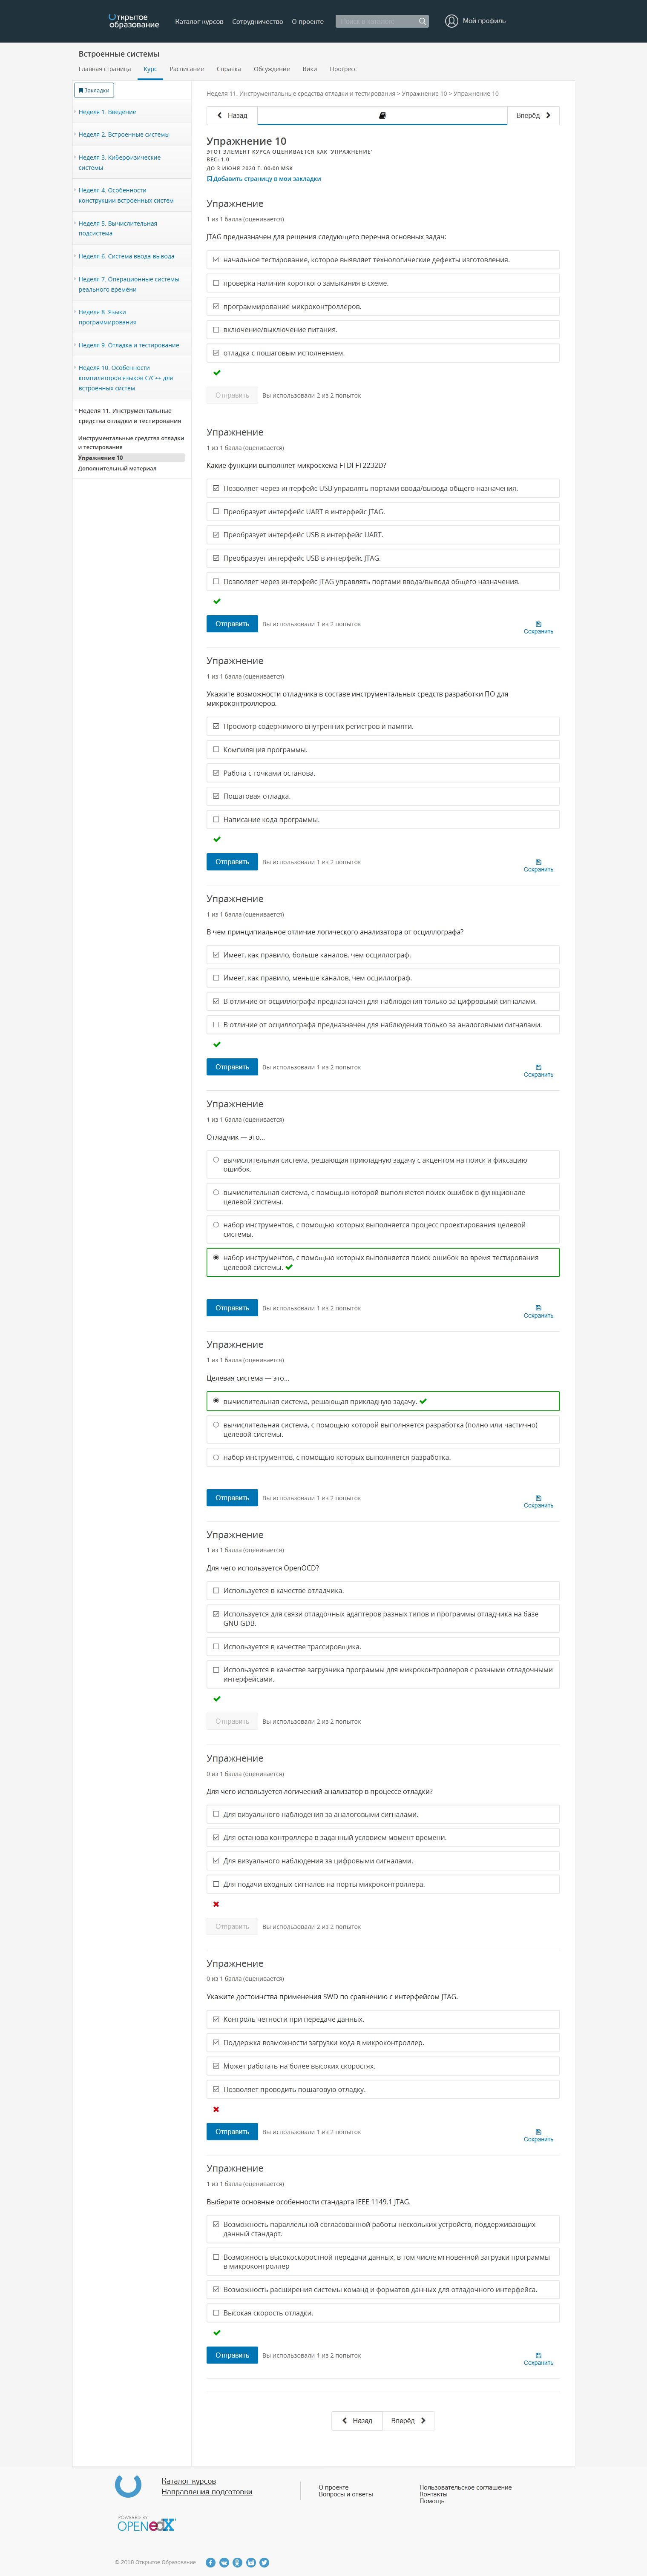 Открытое
образование
Каталог курсов
Сотрудничество
О проекте
Поиск в каталоге
Мой профиль
Встроенные системы
Главная страница
Курс
Расписание
Справка
Обсуждение
Вики
Прогресс
Закладки
Неделя 1. Введение
Неделя 2. Встроенные системы
Неделя 3. Киберфизические
системы
Неделя 4. Особенности
конструкции встроенных систем
Неделя 5. Вычислительная
подсистема
Неделя 6. Система ввода-вывода
Неделя 7. Операционные системы
реального времени
Неделя 8. Языки
программирования
Неделя 9. Отладка и тестирование
Неделя 10. Особенности
компиляторов языков С/С++ для
встроенных систем
Неделя 11. Инструментальные
средства отладки и тестирования
Инструментальные средства отладки
и тестирования
Упражнение 10
Дополнительный материал
Неделя 11. Инструментальные средства отладки и тестирования > Упражнение 10 > Упражнение 10
Назад
Вперёд
Упражнение 10
ЭТОТ ЭЛЕМЕНТ КУРСА ОЦЕНИВАЕТСЯ КАК 'УПРАЖНЕНИЕ'
ВЕС: 1.0
ДО 3 ИЮНЯ 2020 Г. 00:00 MSK
Добавить страницу в мои закладки
Упражнение
1 из 1 балла (оценивается)
JTAG предназначен для решения следующего перечня основных задач:
начальное тестирование, которое выявляет технологические дефекты изготовления.
проверка наличия короткого замыкания в схеме.
программирование микроконтроллеров.
включение/выключение питания.
отладка с пошаговым исполнением.
Отправить
Вы использовали 2 из 2 попыток
Упражнение
1 из 1 балла (оценивается)
Какие функции выполняет микросхема FTDI FT2232D?
Позволяет через интерфейс USB управлять портами ввода/вывода общего назначения.
Преобразует интерфейс UART в интерфейс JTAG.
Преобразует интерфейс USB в интерфейс UART.
Преобразует интерфейс USB в интерфейс JTAG.
Позволяет через интерфейс JTAG управлять портами ввода/вывода общего назначения.
Отправить
Вы использовали 1 из 2 попыток
Сохранить
Упражнение
1 из 1 балла (оценивается)
Укажите возможности отладчика в составе инструментальных средств разработки ПО для
микроконтроллеров.
Просмотр содержимого внутренних регистров и памяти.
Компиляция программы.
Работа с точками останова.
Пошаговая отладка.
Написание кода программы.
Отправить
Вы использовали 1 из 2 попыток
Сохранить
Упражнение
1 из 1 балла (оценивается)
В чем принципиальное отличие логического анализатора от осциллографа?
Имеет, как правило, больше каналов, чем осциллограф.
Имеет, как правило, меньше каналов, чем осциллограф.
В отличие от осциллографа предназначен для наблюдения только за цифровыми сигналами.
В отличие от осциллографа предназначен для наблюдения только за аналоговыми сигналами.
Отправить
Вы использовали 1 из 2 попыток
Сохранить
Упражнение
1 из 1 балла (оценивается)
Отладчик — это...
вычислительная система, решающая прикладную задачу с акцентом на поиск и фиксацию
ошибок.
вычислительная система, с помощью которой выполняется поиск ошибок в функционале
целевой системы.
набор инструментов, с помощью которых выполняется процесс проектирования целевой
системы.
набор инструментов, с помощью которых выполняется поиск ошибок во время тестирования
целевой системы.
Отправить
Вы использовали 1 из 2 попыток
Сохранить
Упражнение
1 из 1 балла (оценивается)
Целевая система — это...
вычислительная система, решающая прикладную задачу.
вычислительная система, с помощью которой выполняется разработка (полно или частично)
целевой системы.
набор инструментов, с помощью которых выполняется разработка.
Отправить
Вы использовали 1 из 2 попыток
Сохранить
Упражнение
1 из 1 балла (оценивается)
Для чего используется OpenOCD?
Используется в качестве отладчика.
Используется для связи отладочных адаптеров разных типов и программы отладчика на базе
GNU GDB.
Используется в качестве трассировщика.
Используется в качестве загрузчика программы для микроконтроллеров с разными отладочными
интерфейсами.
Отправить
Вы использовали 2 из 2 попыток
Упражнение
0 из 1 балла (оценивается)
Для чего используется логический анализатор в процессе отладки?
Для визуального наблюдения за аналоговыми сигналами.
Для останова контроллера в заданный условием момент времени.
Для визуального наблюдения за цифровыми сигналами.
Для подачи входных сигналов на порты микроконтроллера.
Отправить
Вы использовали 2 из 2 попыток
Упражнение
0 из 1 балла (оценивается)
Укажите достоинства применения SWD по сравнению с интерфейсом JTAG.
Контроль четности при передаче данных.
Поддержка возможности загрузки кода в микроконтроллер.
Может работать на более высоких скоростях.
Позволяет проводить пошаговую отладку.
Отправить
Вы использовали 1 из 2 попыток
Сохранить
Упражнение
1 из 1 балла (оценивается)
Выберите основные особенности стандарта IEEE 1149.1 JTAG.
Возможность параллельной согласованной работы нескольких устройств, поддерживающих
данный стандарт.
Возможность высокоскоростной передачи данных, в том числе мгновенной загрузки программы
в микроконтроллер
Возможность расширения системы команд и форматов данных для отладочного интерфейса.
Высокая скорость отладки.
Отправить
Вы использовали 1 из 2 попыток
Сохранить
Назад
Вперёд
Каталог курсов
Направления подготовки
О проекте
Вопросы и ответы
Пользовательское соглашение
Контакты
Помощь
POWERED BY
OPEN edX
© 2018 Открытое Образование